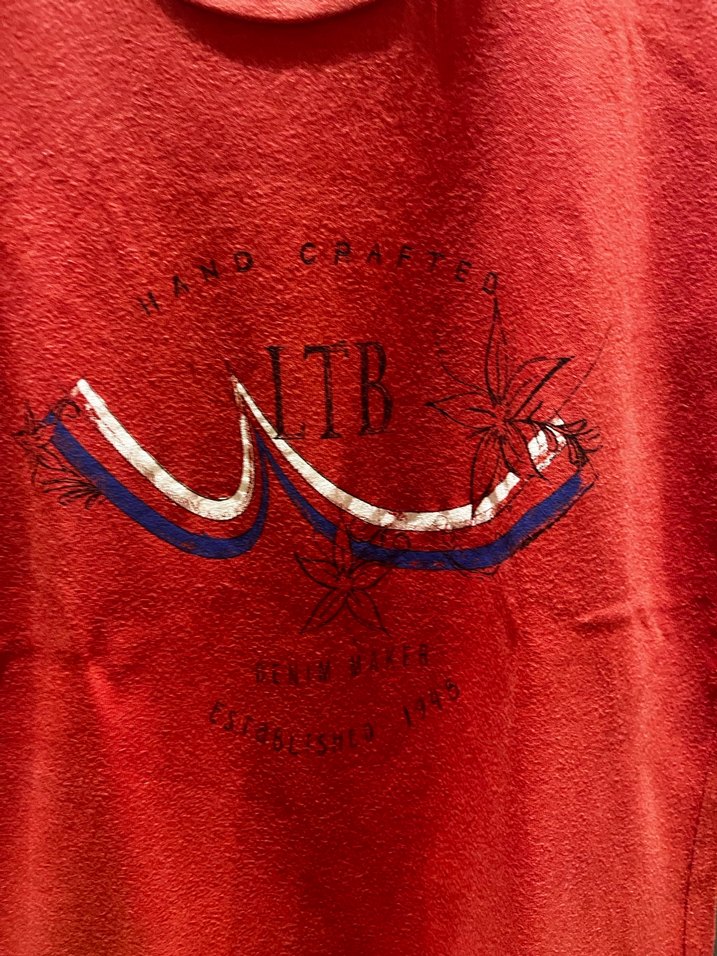 HAND CRAFTED
LTB
DENIM MAKER
ESTABLISHED 1995